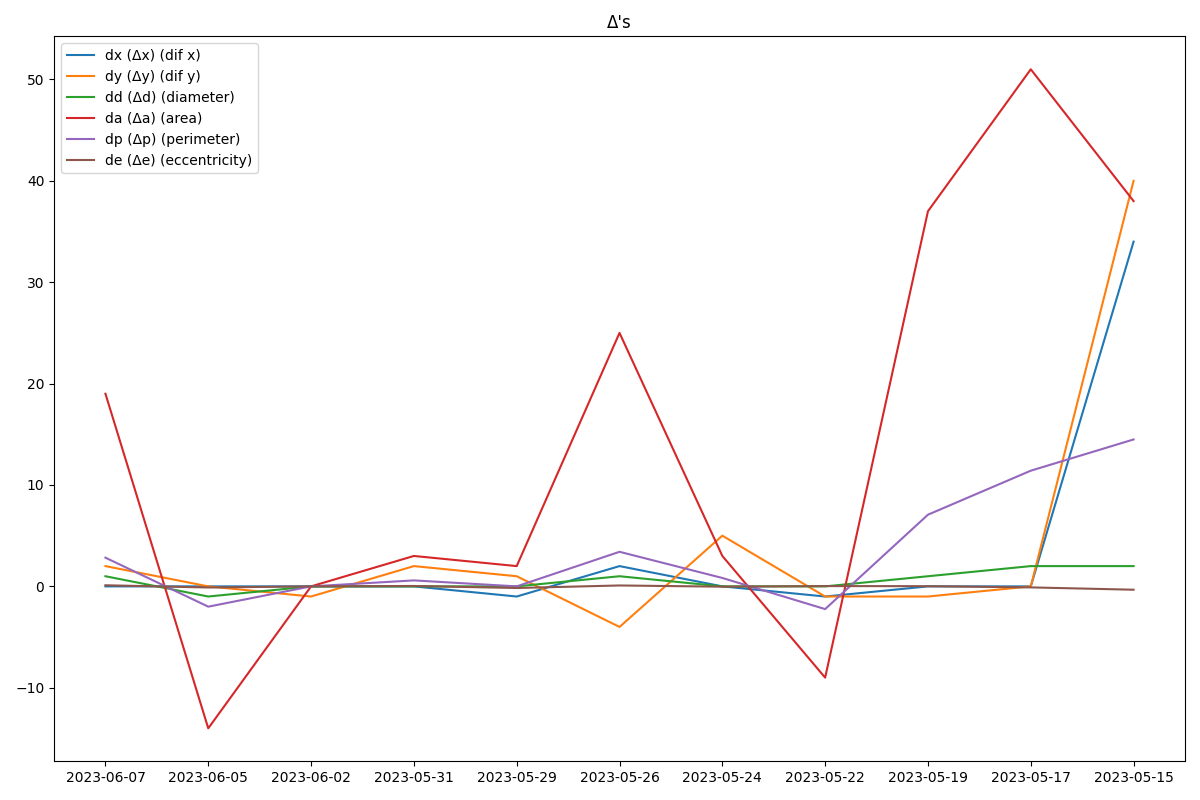 Δ's
dx (Δx) (dif x)
dy (Δy) (dif y)
dd (Δd) (diameter)
da (Δa) (area)
dp (Δp) (perimeter)
de (Δe) (eccentricity)
50
40
30
20
10
0
−10
2023-06-07 2023-06-05 2023-06-02 2023-05-31 2023-05-29 2023-05-26 2023-05-24 2023-05-22 2023-05-19 2023-05-17 2023-05-15